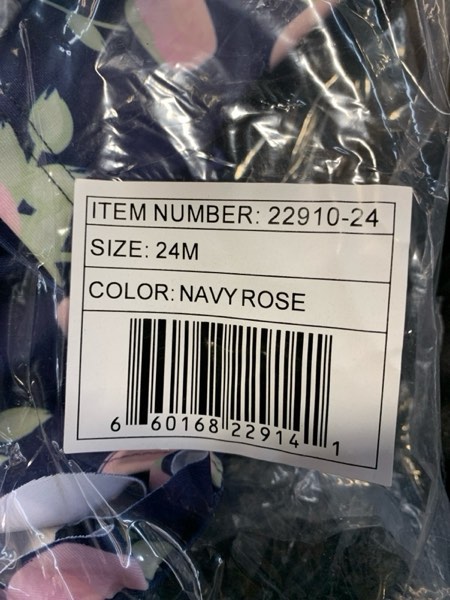 ITEM NUMBER: 22910-24
SIZE: 24M
COLOR: NAVY ROSE
6 60168 22914 1